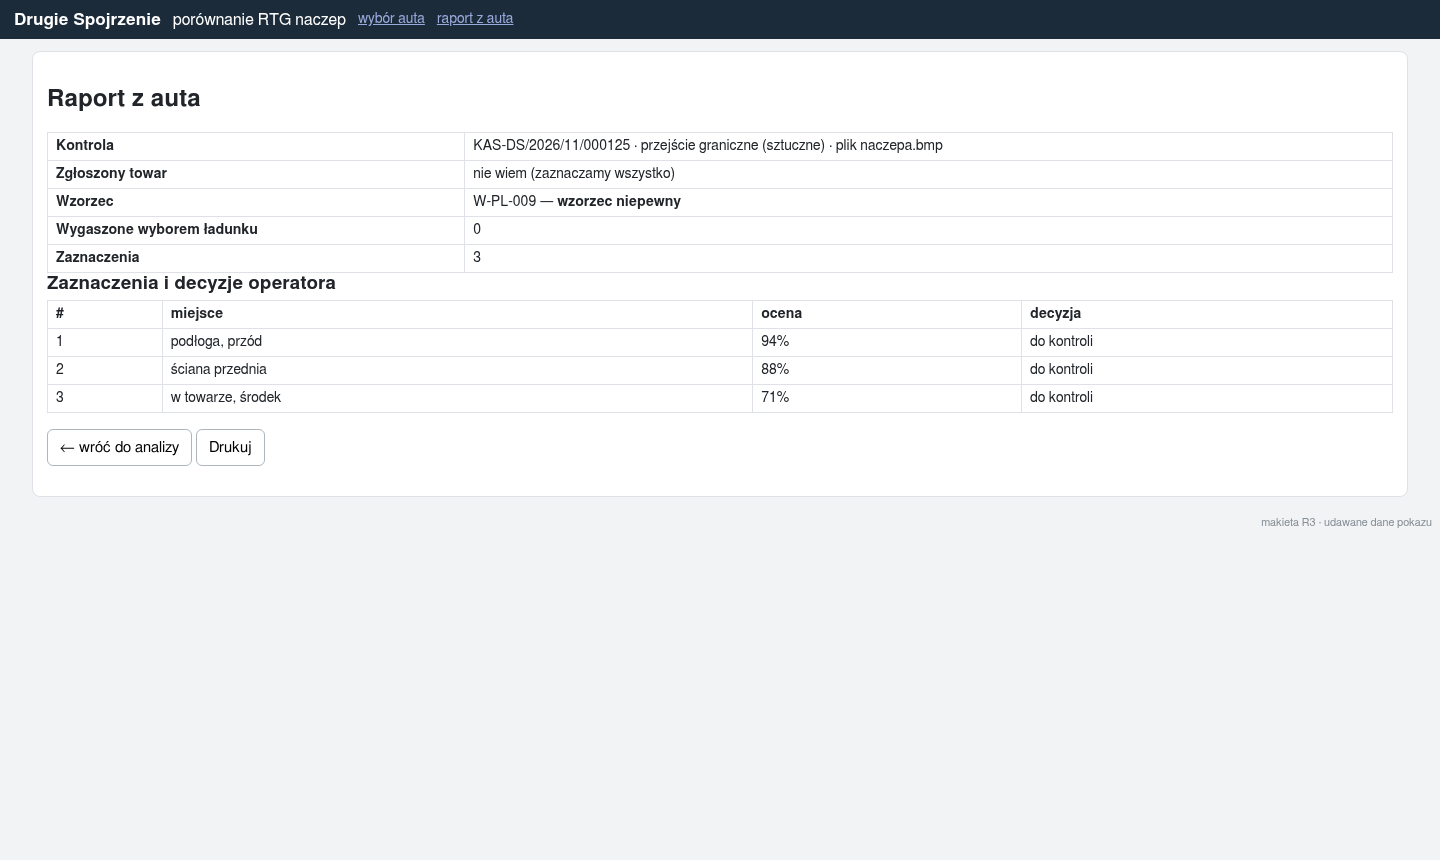 Drugie Spojrzenie porównanie RTG naczep wybór auta raport z auta
Raport z auta
Kontrola KAS-DS/2026/11/000125 · przejście graniczne (sztuczne) · plik naczepa.bmp
Zgłoszony towar nie wiem (zaznaczamy wszystko)
Wzorzec W-PL-009 — wzorzec niepewny
Wygaszone wyborem ładunku 0
Zaznaczenia 3
Zaznaczenia i decyzje operatora
# miejsce ocena decyzja
1 podłoga, przód 94% do kontroli
2 ściana przednia 88% do kontroli
3 w towarze, środek 71% do kontroli
← wróć do analizy Drukuj
makieta R3 · udawane dane pokazu